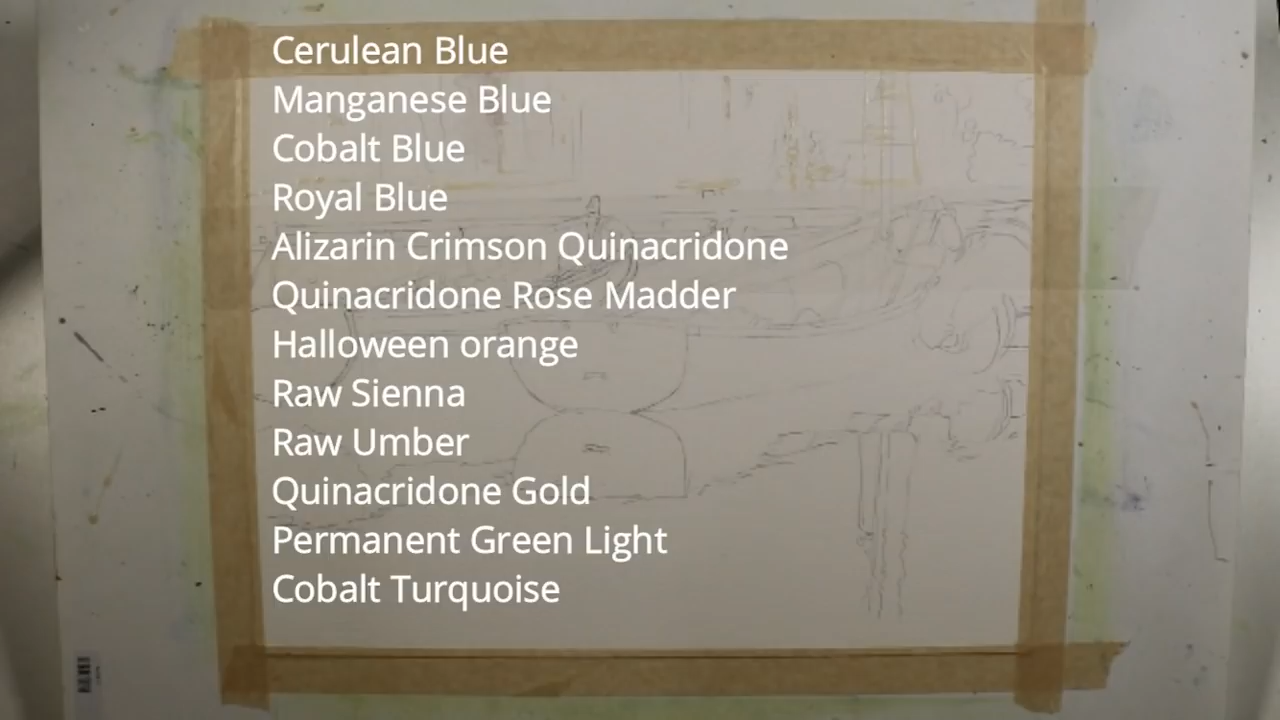 Cerulean Blue
Manganese Blue
Cobalt Blue
Royal Blue
Alizarin Crimson Quinacridone
Quinacridone Rose Madder
Halloween orange
Raw Sienna
Raw Umber
Quinacridone Gold
Permanent Green Light
Cobalt Turquoise